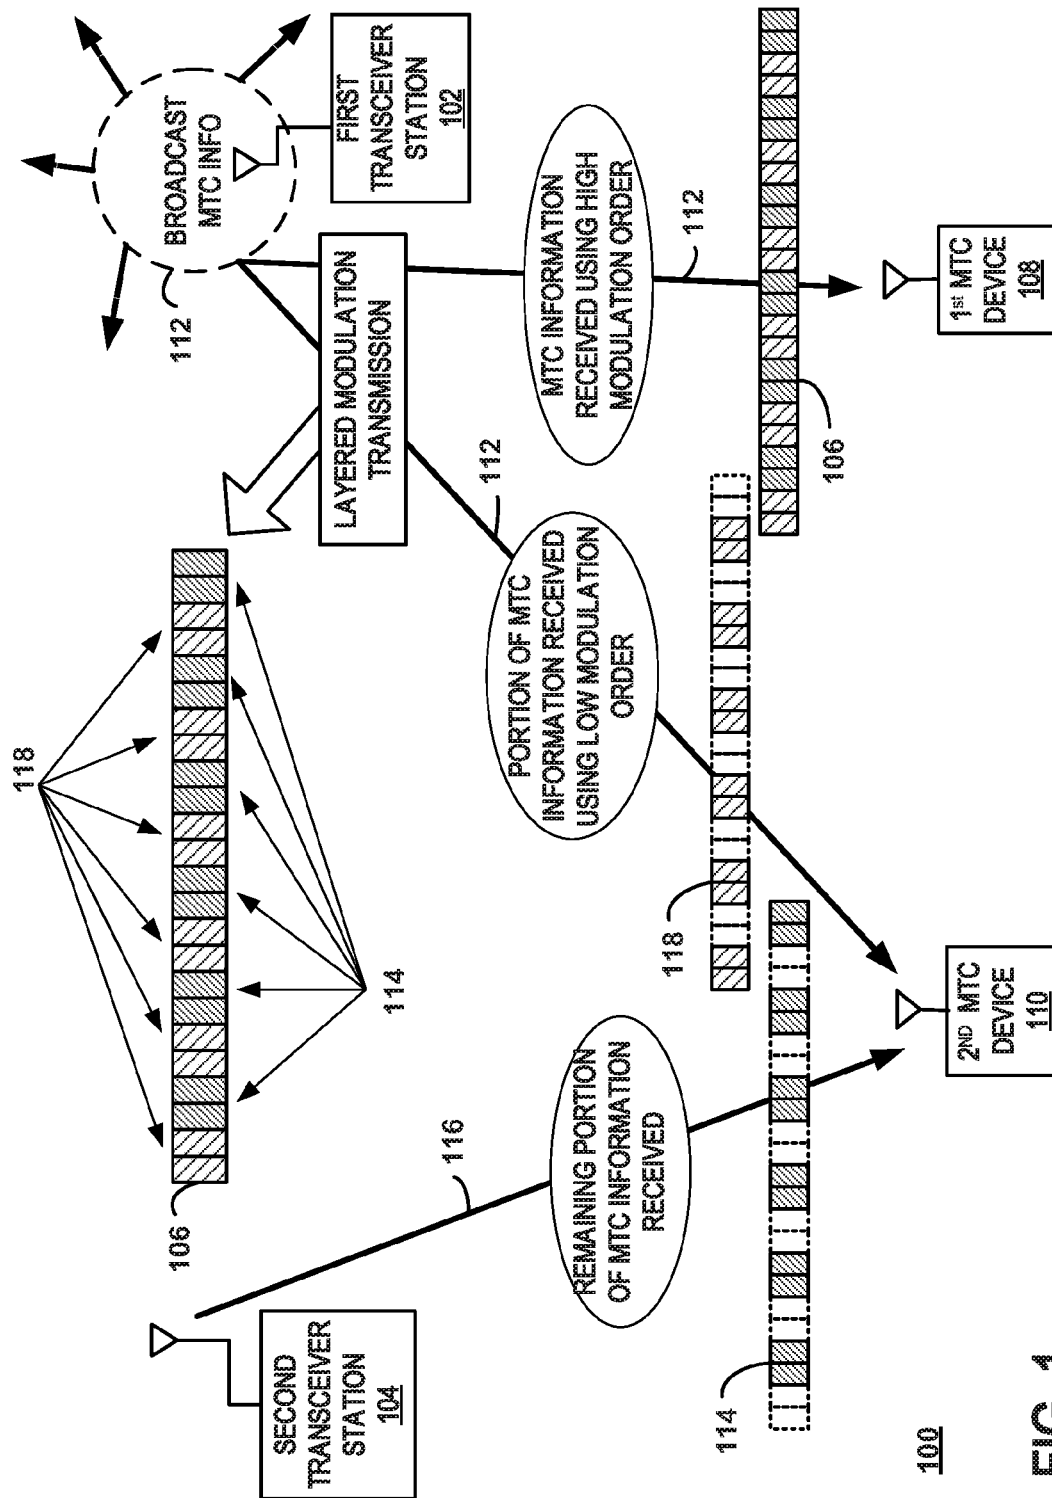 118
106
114
LAYERED MODULATION
TRANSMISSION
BROADCAST
MTC INFO
112
FIRST
TRANSCEIVER
STATION
102
SECOND
TRANSCEIVER
STATION
104
116
112
112
REMAINING PORTION
OF MTC INFORMATION
RECEIVED
PORTION OF MTC
INFORMATION RECEIVED
USING LOW MODULATION
ORDER
MTC INFORMATION
RECEIVED USING HIGH
MODULATION ORDER
114
118
106
2ND MTC
DEVICE
110
1st MTC
DEVICE
108
100
FIG. 1